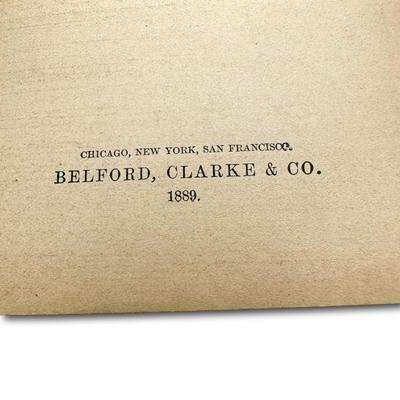 CHICAGO, NEW YORK, SAN FRANCISCO.
BELFORD, CLARKE & CO.
1889.